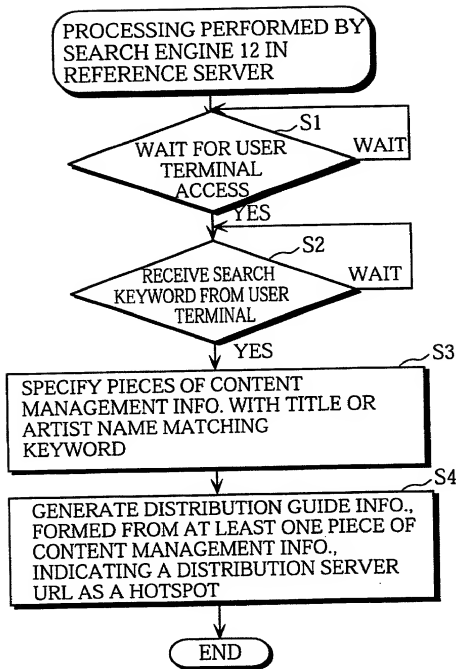 PROCESSING PERFORMED BY
SEARCH ENGINE 12 IN
REFERENCE SERVER
S1
WAIT FOR USER
TERMINAL
ACCESS
WAIT
YES
S2
RECEIVE SEARCH
KEYWORD FROM USER
TERMINAL
WAIT
YES
S3
SPECIFY PIECES OF CONTENT
MANAGEMENT INFO. WITH TITLE OR
ARTIST NAME MATCHING
KEYWORD
S4
GENERATE DISTRIBUTION GUIDE INFO.,
FORMED FROM AT LEAST ONE PIECE OF
CONTENT MANAGEMENT INFO.,
INDICATING A DISTRIBUTION SERVER
URL AS A HOTSPOT
END